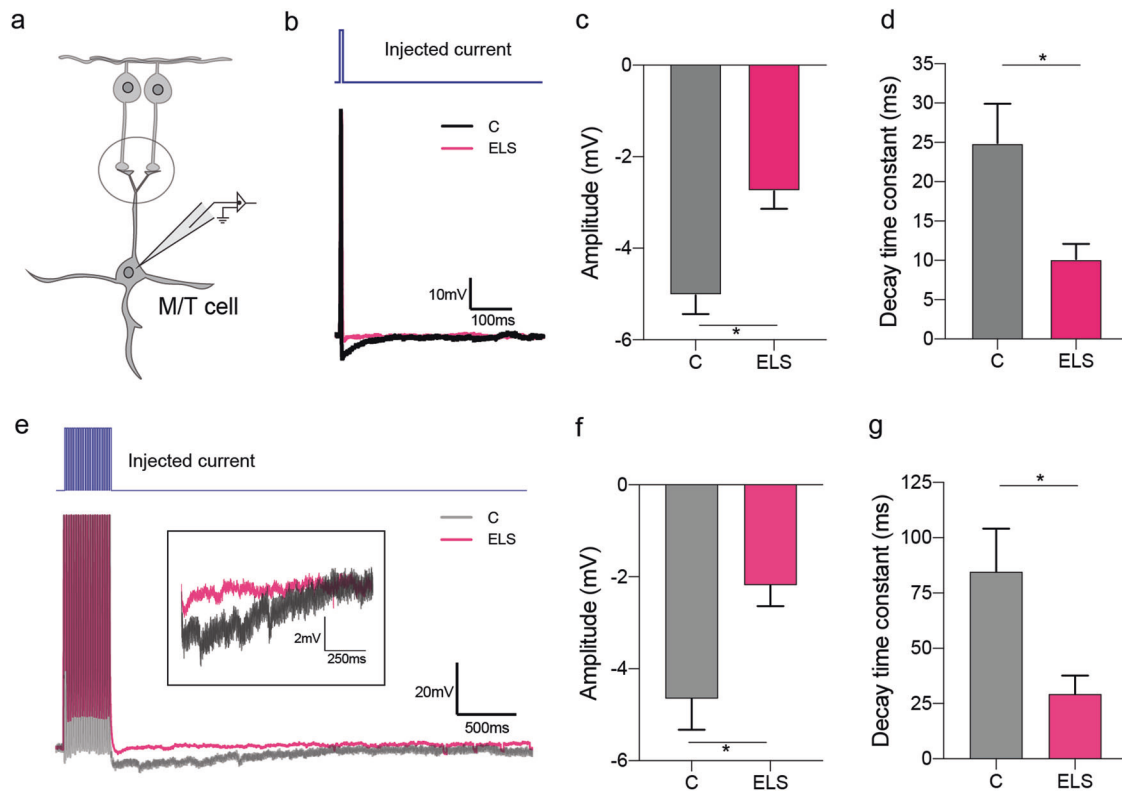 a
M/T cell
b
Injected current
C
ELS
10mV
100ms
c
Amplitude (mV)
0
-2
-4
-6
*
C
ELS
d
Decay time constant (ms)
35
30
25
20
15
10
5
0
*
C
ELS
e
Injected current
C
ELS
2mV
250ms
20mV
500ms
f
Amplitude (mV)
0
-2
-4
-6
*
C
ELS
g
Decay time constant (ms)
125
100
75
50
25
0
*
C
ELS